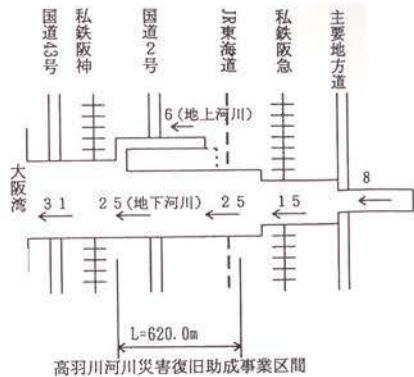 国道43号
私鉄阪神
国道2号
JR東海道
私鉄阪急
主要地方道
6(地上河川)
大阪湾
31
25(地下河川)
25
15
8
L=620.0m
高羽川河川災害復旧助成事業区間